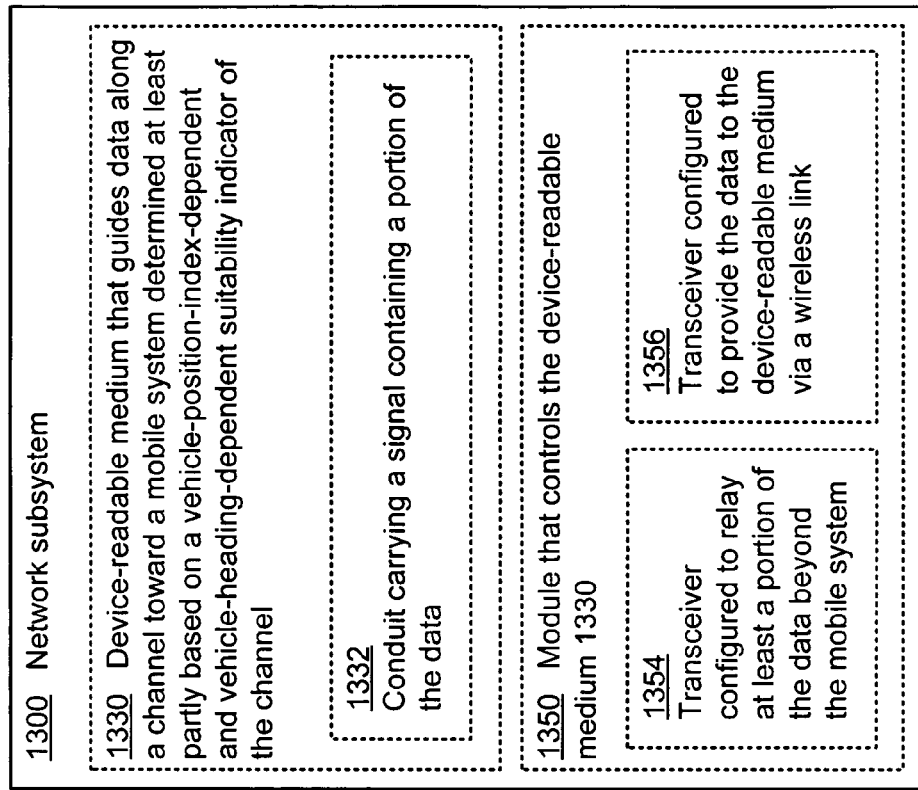 1300 Network subsystem
1330 Device-readable medium that guides data along
a channel toward a mobile system determined at least
partly based on a vehicle-position-index-dependent
and vehicle-heading-dependent suitability indicator of
the channel
1332
Conduit carrying a signal containing a portion of
the data
1350 Module that controls the device-readable
medium 1330
1354
Transceiver
configured to relay
at least a portion of
the data beyond
the mobile system
1356
Transceiver configured
to provide the data to the
device-readable medium
via a wireless link